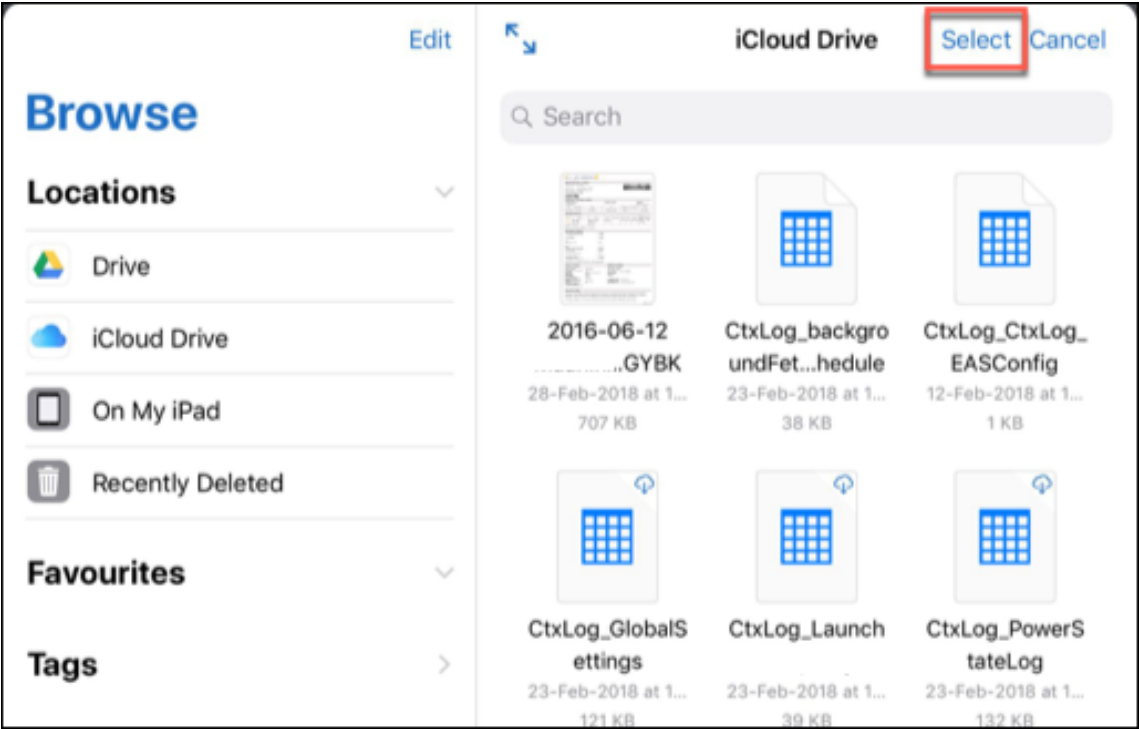 Edit
Browse
Locations
Drive
iCloud Drive
On My iPad
Recently Deleted
Favourites
Tags
iCloud Drive
Select
Cancel
Search
2016-06-12
...GYBK
28-Feb-2018 at 1...
707 KB
CtxLog_backgro
undFet...hedule
23-Feb-2018 at 1...
38 KB
CtxLog_CtxLog_
EASConfig
12-Feb-2018 at 1...
1 KB
CtxLog_GlobalS
ettings
23-Feb-2018 at 1...
121 KB
CtxLog_Launch
23-Feb-2018 at 1...
39 KB
CtxLog_PowerS
tateLog
23-Feb-2018 at 1...
132 KB